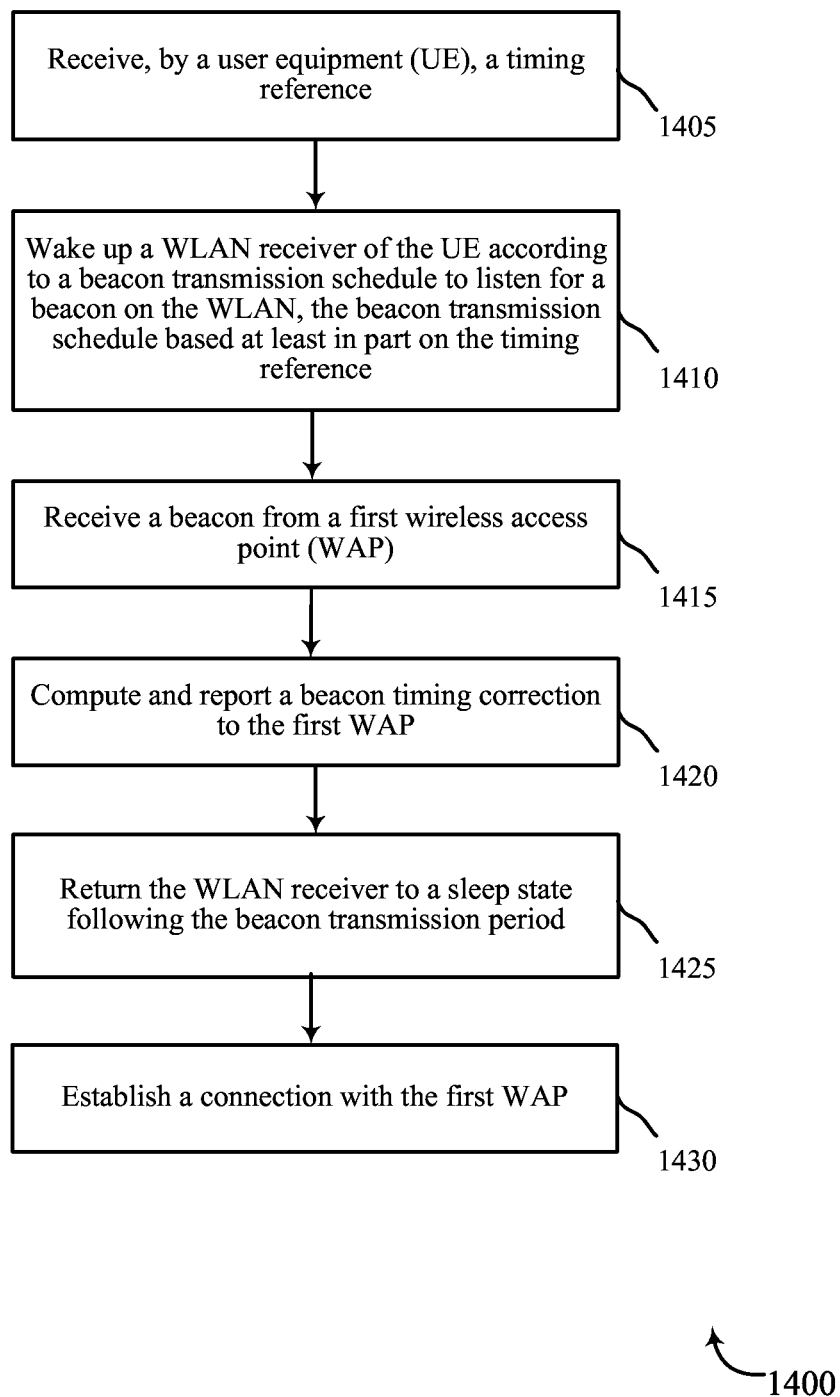 Receive, by a user equipment (UE), a timing
reference
1405
Wake up a WLAN receiver of the UE according
to a beacon transmission schedule to listen for a
beacon on the WLAN, the beacon transmission
schedule based at least in part on the timing
reference
1410
Receive a beacon from a first wireless access
point (WAP)
1415
Compute and report a beacon timing correction
to the first WAP
1420
Return the WLAN receiver to a sleep state
following the beacon transmission period
1425
Establish a connection with the first WAP
1430
1400